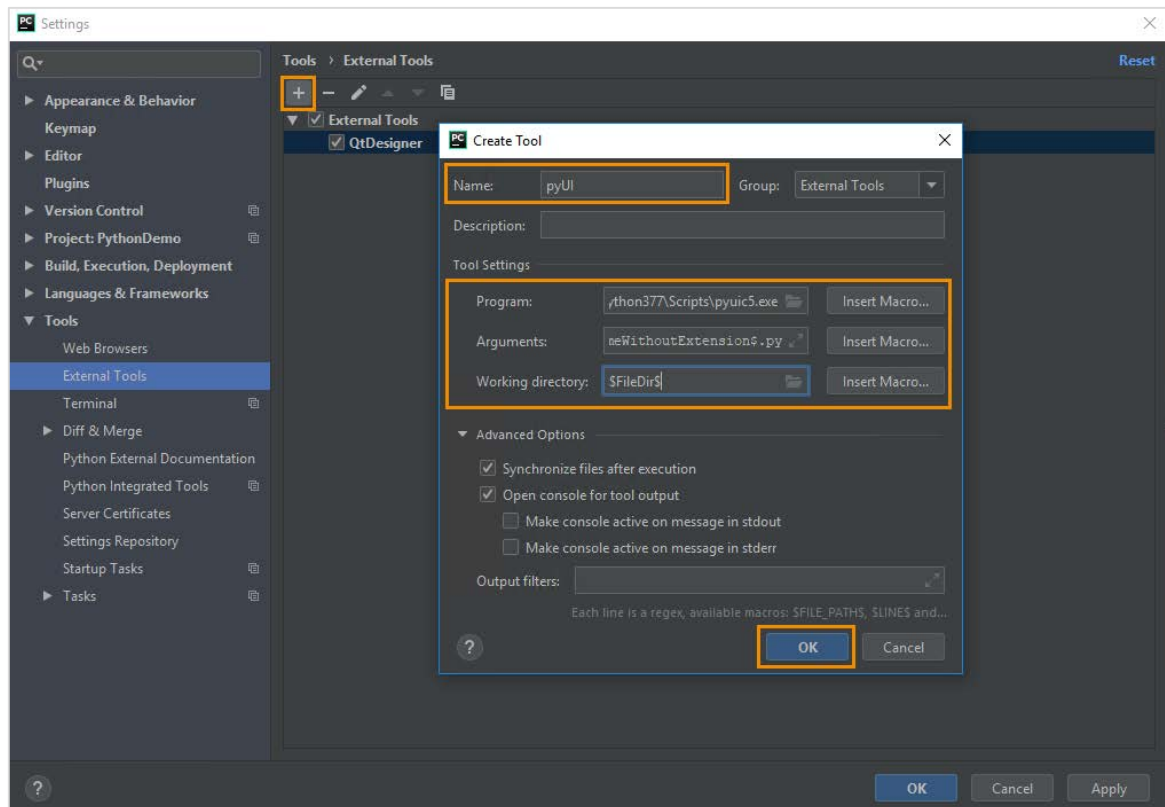 PC Settings
Tools › External Tools Reset
Appearance & Behavior
Keymap
Editor
Plugins
Version Control
Project: PythonDemo
Build, Execution, Deployment
Languages & Frameworks
Tools
Web Browsers
External Tools
Terminal
Diff & Merge
Python External Documentation
Python Integrated Tools
Server Certificates
Settings Repository
Startup Tasks
Tasks
External Tools
QtDesigner
PC Create Tool
Name: pyUI Group: External Tools
Description:
Tool Settings
Program: ython377\Scripts\pyuic5.exe Insert Macro...
Arguments: meWithoutExtension$.py Insert Macro...
Working directory: $FileDir$ Insert Macro...
Advanced Options
Synchronize files after execution
Open console for tool output
Make console active on message in stdout
Make console active on message in stderr
Output filters:
Each line is a regex, available macros: $FILE_PATH$, $LINE$ and...
? OK Cancel
? OK Cancel Apply